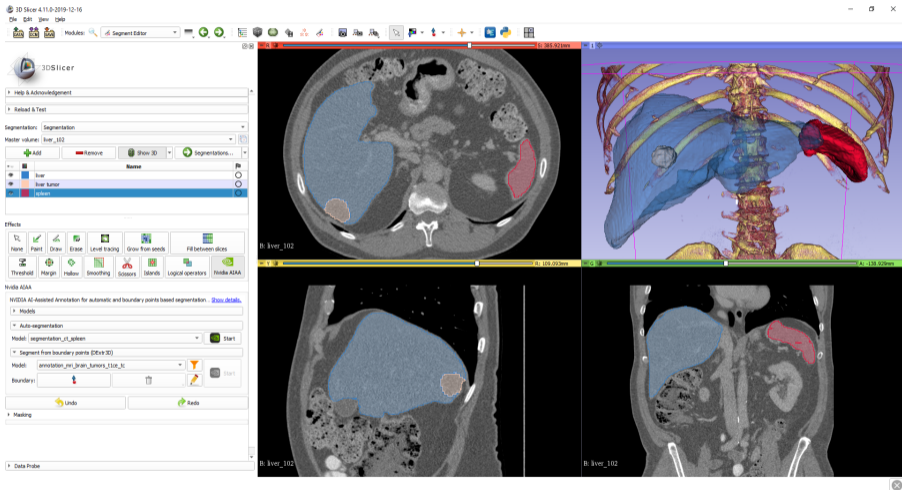 3D Slicer 4.11.0-2019-12-16
File Edit View Help
DATA DCM SAVE Modules: Segment Editor
3DSlicer
Help & Acknowledgement
Reload & Test
Segmentation: Segmentation
Master volume: liver_102
Add Remove Show 3D Segmentations...
Name
liver
liver tumor
spleen
Effects
None Paint Draw Erase Level tracing Grow from seeds Fill between slices
Threshold Margin Hollow Smoothing Scissors Islands Logical operators Nvidia AIAA
Nvidia AIAA
NVIDIA AI-Assisted Annotation for automatic and boundary points based segmentation... Show details.
Models
Auto-segmentation
Model: segmentation_ct_spleen Start
Segment from boundary points (DExtr3D)
Model: annotation_mri_brain_tumors_t1ce_tc
Boundary: Start
Undo Redo
Masking
Data Probe
R
B: liver_102
1
Y
B: liver_102
G
B: liver_102